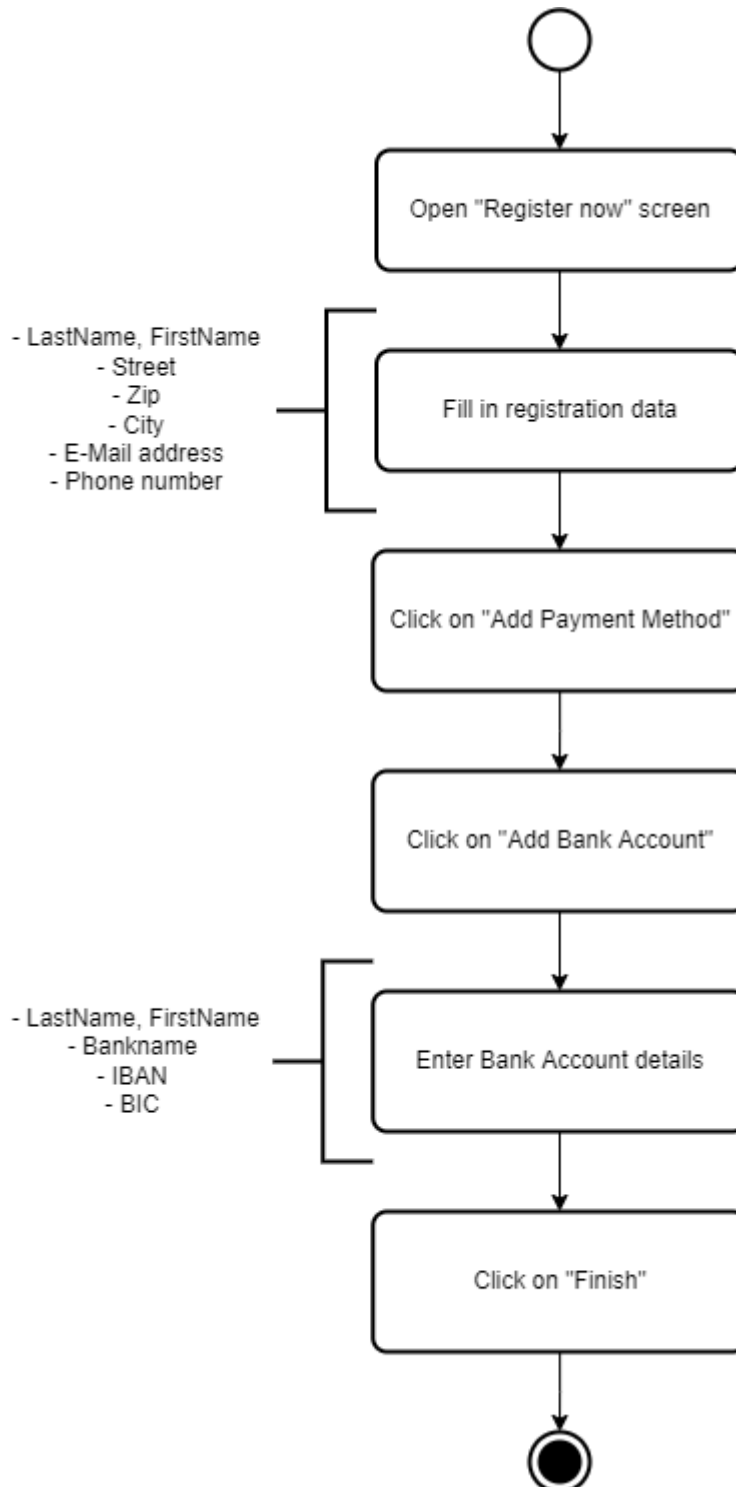 Open "Register now" screen
- LastName, FirstName
- Street
- Zip
- City
- E-Mail address
- Phone number
Fill in registration data
Click on "Add Payment Method"
Click on "Add Bank Account"
- LastName, FirstName
- Bankname
- IBAN
- BIC
Enter Bank Account details
Click on "Finish"